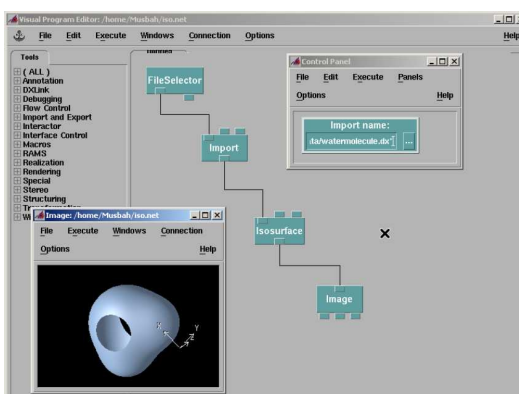 Visual Program Editor: /home/Musbah/iso.net
File Edit Execute Windows Connection Options Help
Tools
( ALL )
Annotation
DXLink
Debugging
Flow Control
Import and Export
Interactor
Interface Control
Macros
RAMS
Realization
Rendering
Special
Stereo
Structuring
FileSelector
Import
Isosurface
Image
Control Panel
File Edit Execute Panels
Options Help
Import name:
ta/watermolecule.dx"
...
Image: /home/Musbah/iso.net
File Execute Windows Connection
Options Help
X Y
Z